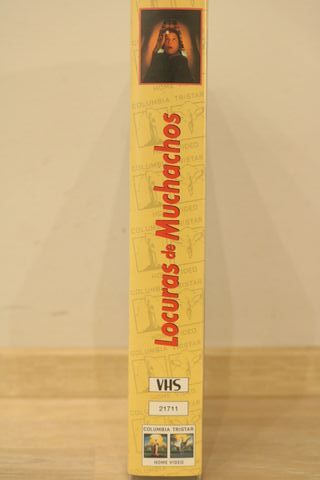 Locuras de Muchachos
VHS
21711
COLUMBIA TRISTAR
HOME VIDEO